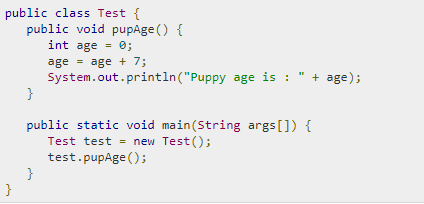 public class Test {
   public void pupAge() {
      int age = 0;
      age = age + 7;
      System.out.println("Puppy age is : " + age);
   }

   public static void main(String args[]) {
      Test test = new Test();
      test.pupAge();
   }
}